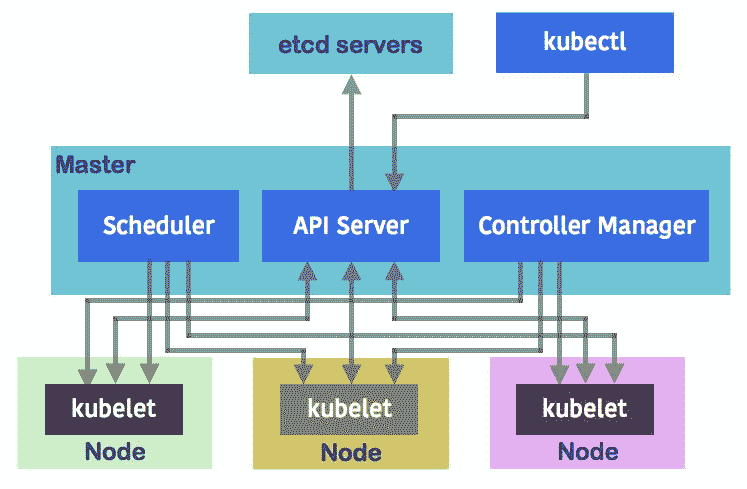 etcd servers
kubectl
Master
Scheduler
API Server
Controller Manager
kubelet
kubelet
kubelet
Node
Node
Node